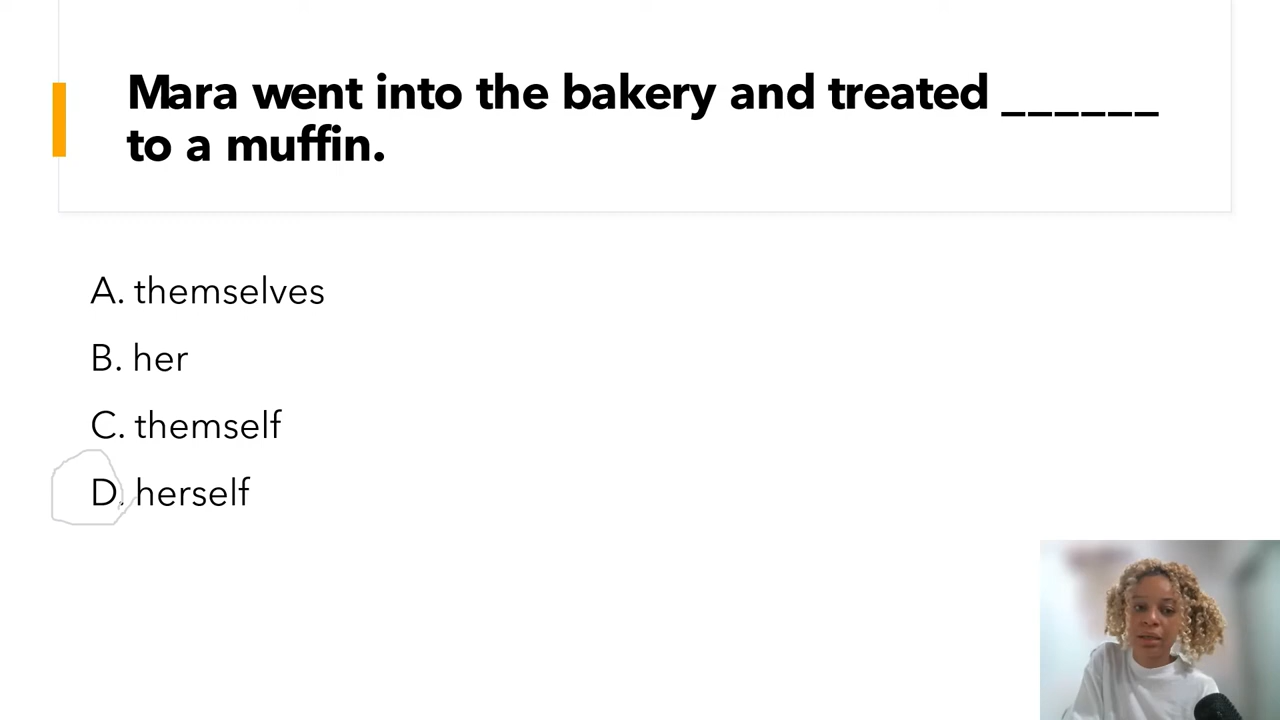 Mara went into the bakery and treated ______
to a muffin.
A. themselves
B. her
C. themself
D. herself